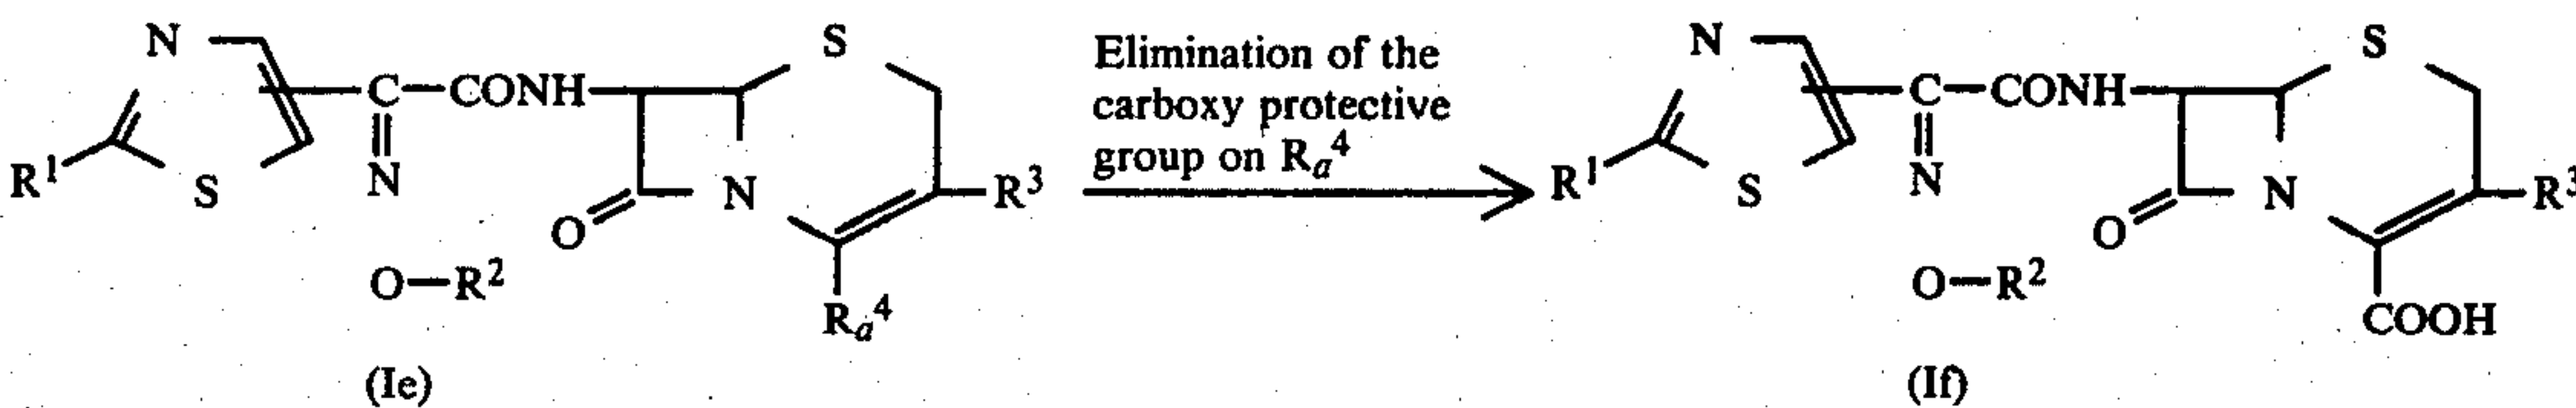 N S S
R¹ C—CONH N R³
N O
O—R²
Rₐ⁴
(Ie)
Elimination of the
carboxy protective
group on Rₐ⁴
N S S
R¹ C—CONH N R³
N O
O—R²
COOH
(If)